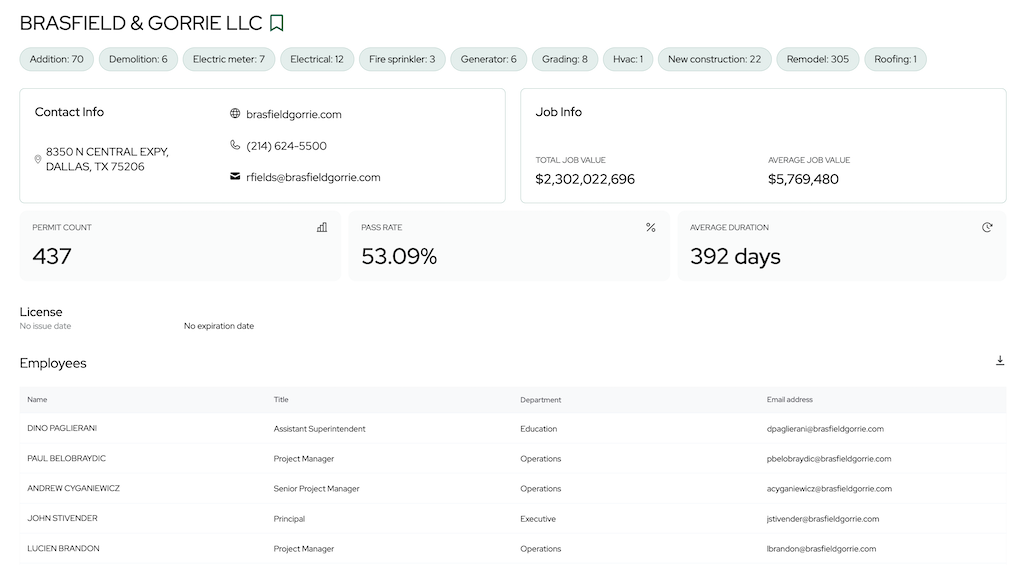 BRASFIELD & GORRIE LLC
Addition: 70 Demolition: 6 Electric meter: 7 Electrical: 12 Fire sprinkler: 3 Generator: 6 Grading: 8 Hvac: 1 New construction: 22 Remodel: 305 Roofing: 1
Contact Info
8350 N CENTRAL EXPY,
DALLAS, TX 75206
brasfieldgorrie.com
(214) 624-5500
rfields@brasfieldgorrie.com
Job Info
TOTAL JOB VALUE AVERAGE JOB VALUE
$2,302,022,696 $5,769,480
PERMIT COUNT
437
PASS RATE %
53.09%
AVERAGE DURATION
392 days
License
No issue date No expiration date
Employees
Name Title Department Email address
DINO PAGLIERANI Assistant Superintendent Education dpaglierani@brasfieldgorrie.com
PAUL BELOBRAYDIC Project Manager Operations pbelobraydic@brasfieldgorrie.com
ANDREW CYGANIEWICZ Senior Project Manager Operations acyganiewicz@brasfieldgorrie.com
JOHN STIVENDER Principal Executive jstivender@brasfieldgorrie.com
LUCIEN BRANDON Project Manager Operations lbrandon@brasfieldgorrie.com